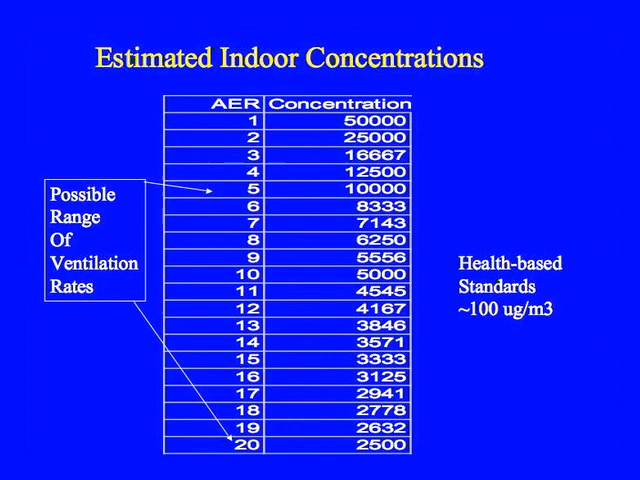 Estimated Indoor Concentrations
AER Concentration
1 50000
2 25000
3 16667
4 12500
5 10000
6 8333
7 7143
8 6250
9 5556
10 5000
11 4545
12 4167
13 3846
14 3571
15 3333
16 3125
17 2941
18 2778
19 2632
20 2500
Possible
Range
Of
Ventilation
Rates
Health-based
Standards
~100 ug/m3